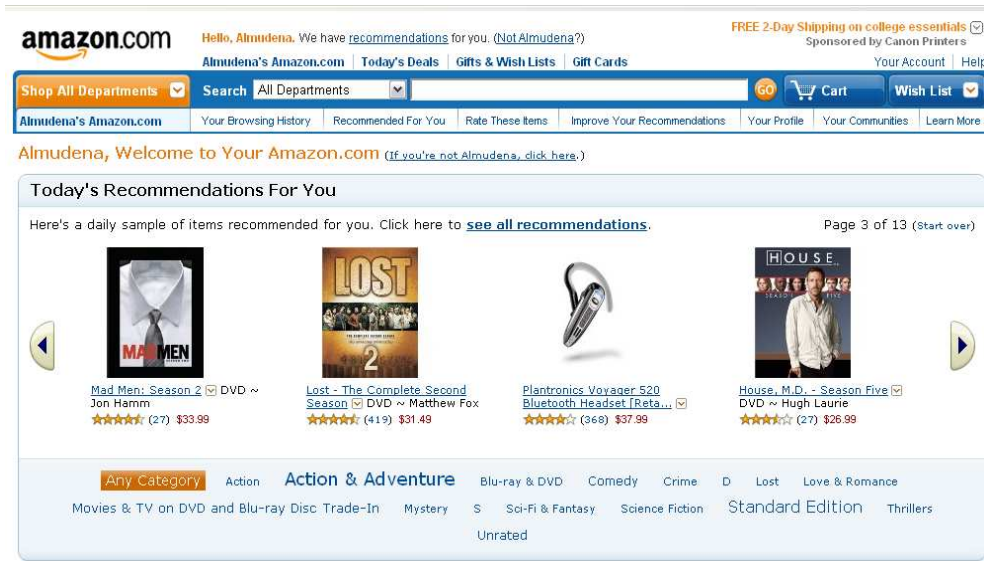 amazon.com
Hello, Almudena. We have recommendations for you. (Not Almudena?)
FREE 2-Day Shipping on college essentials
Sponsored by Canon Printers
Almudena's Amazon.com | Today's Deals | Gifts & Wish Lists | Gift Cards
Your Account | Help
Shop All Departments
Search All Departments
GO
Cart
Wish List
Almudena's Amazon.com
Your Browsing History
Recommended For You
Rate These Items
Improve Your Recommendations
Your Profile
Your Communities
Learn More
Almudena, Welcome to Your Amazon.com (If you're not Almudena, click here.)
Today's Recommendations For You
Here's a daily sample of items recommended for you. Click here to see all recommendations.
Page 3 of 13 (Start over)
MAD MEN
LOST
2
HOUSE
Mad Men: Season 2 DVD ~
Jon Hamm
(27) $33.99
Lost - The Complete Second
Season DVD ~ Matthew Fox
(419) $31.49
Plantronics Voyager 520
Bluetooth Headset [Reta...
(368) $37.99
House, M.D. - Season Five
DVD ~ Hugh Laurie
(27) $26.99
Any Category Action Action & Adventure Blu-ray & DVD Comedy Crime D Lost Love & Romance
Movies & TV on DVD and Blu-ray Disc Trade-In Mystery S Sci-Fi & Fantasy Science Fiction Standard Edition Thrillers
Unrated